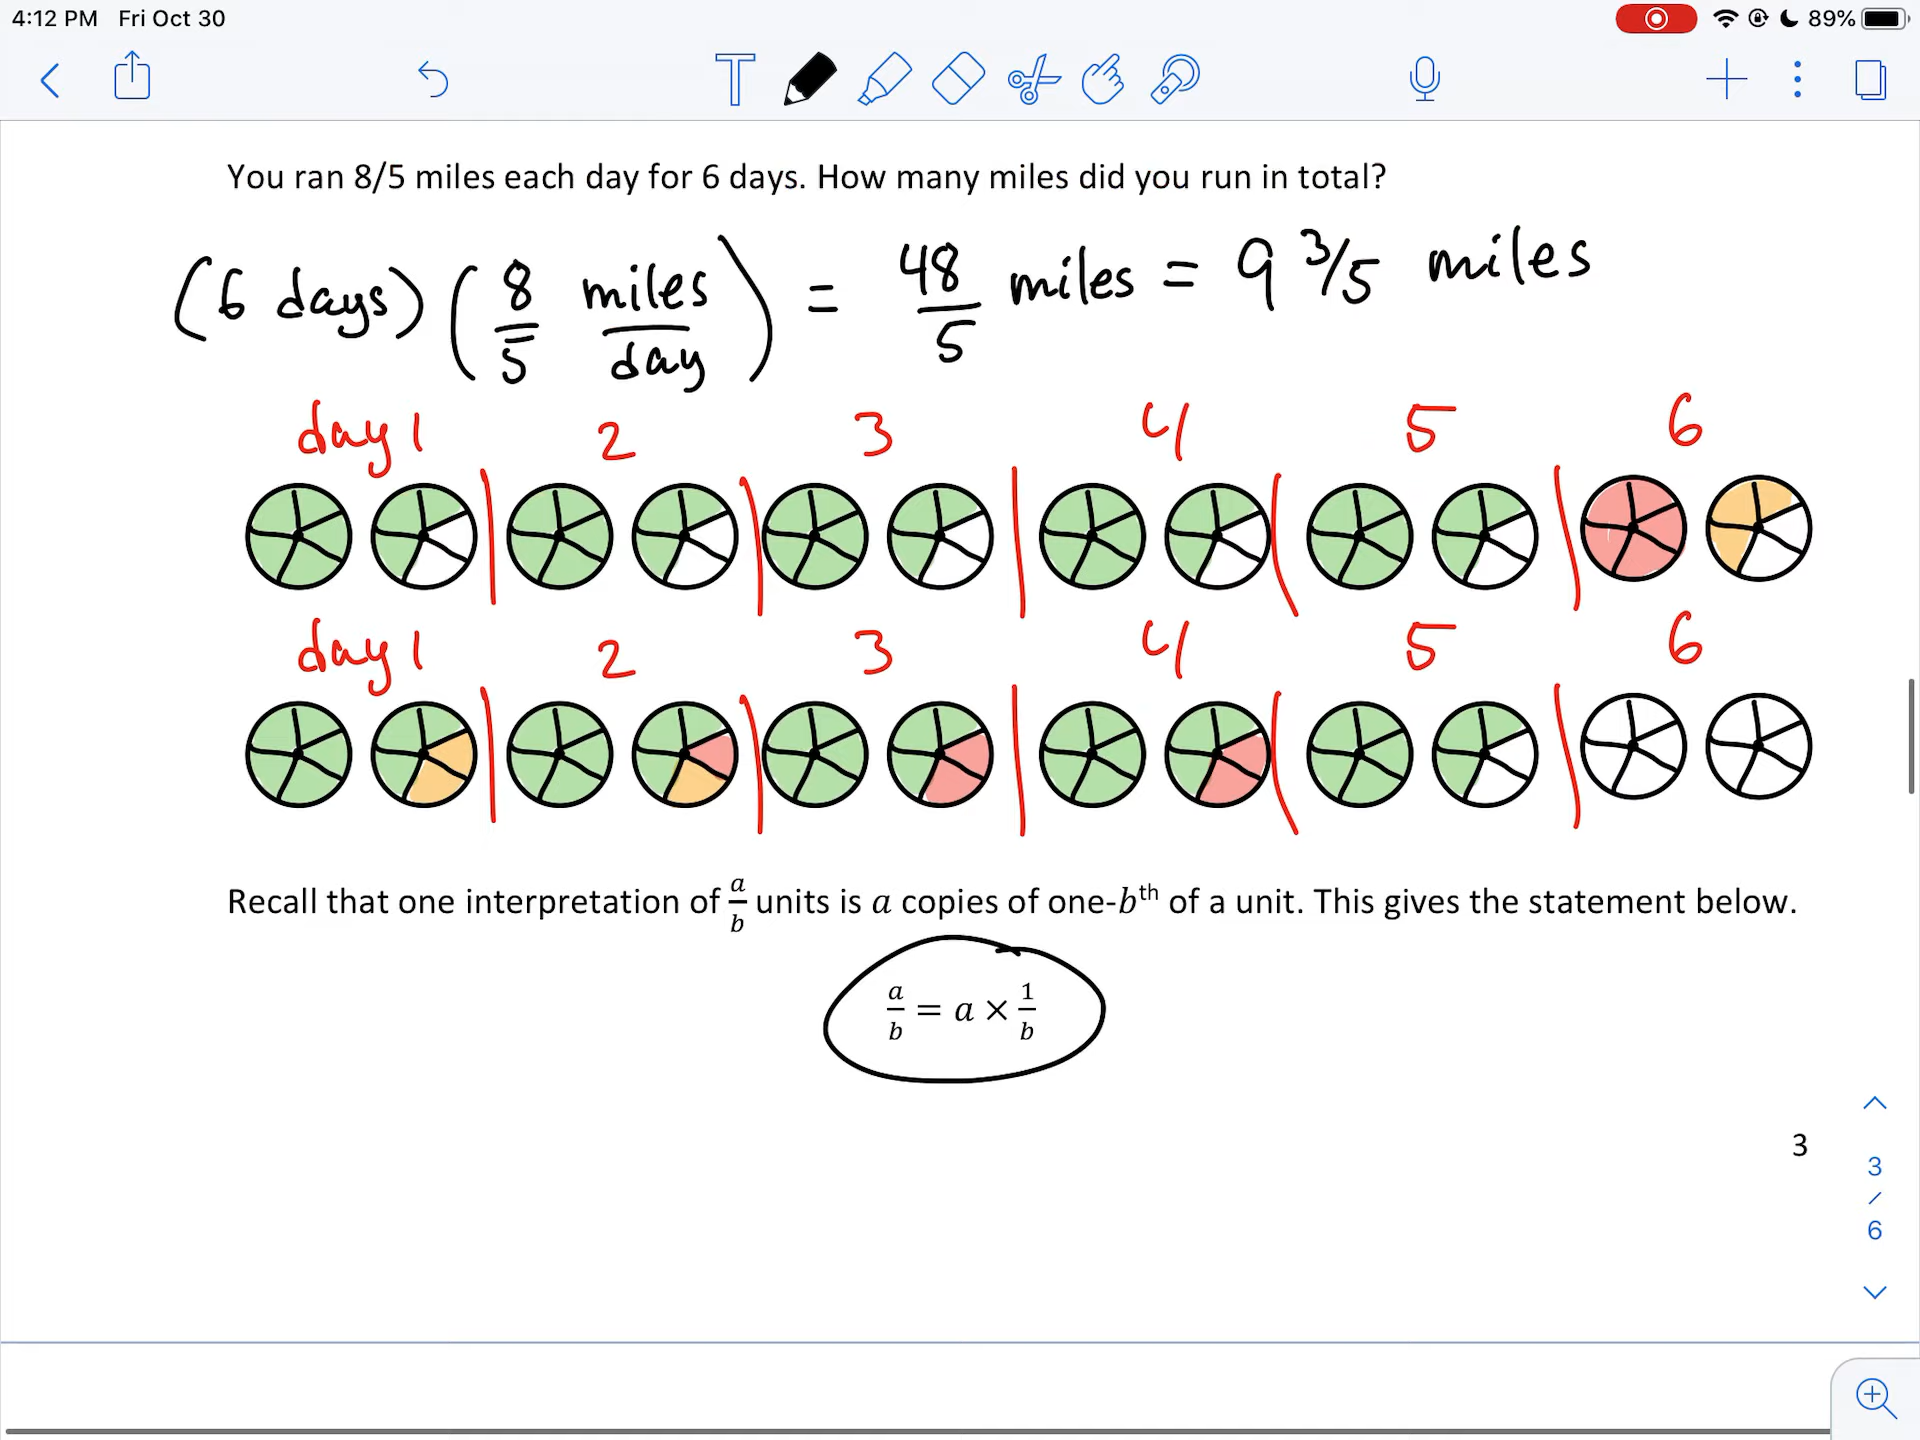 4:12 PM Fri Oct 30 89%
You ran 8/5 miles each day for 6 days. How many miles did you run in total?
(6 days) (8/5 miles/day) = 48/5 miles = 9 3/5 miles
day 1 2 3 4 5 6
day 1 2 3 4 5 6
Recall that one interpretation of a/b units is a copies of one-bᵗʰ of a unit. This gives the statement below.
a/b = a × 1/b
3
3
/
6